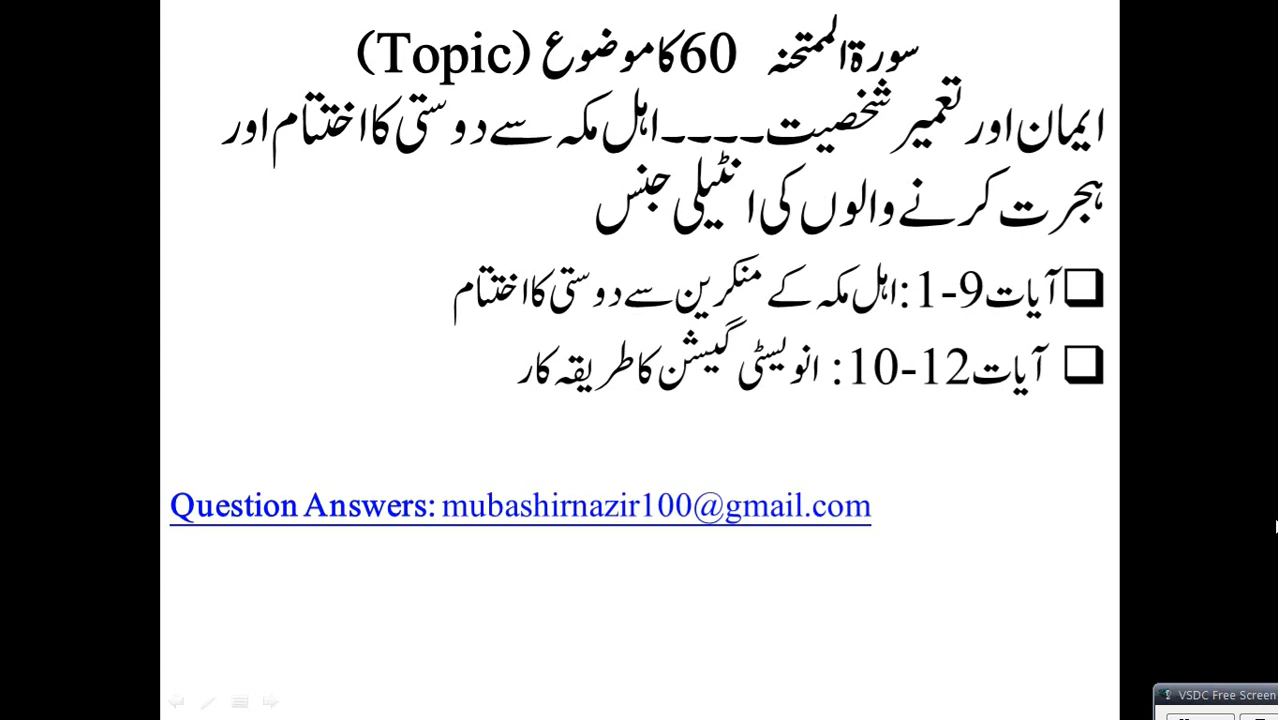 سورۃ الممتحنہ 60 کا موضوع (Topic)
ایمان اور تعمیر شخصیت۔۔۔۔اہل مکہ سے دوستی کا اختتام اور
ہجرت کرنے والوں کی انٹیلی جنس
❑آیات 9-1: اہل مکہ کے منکرین سے دوستی کا اختتام
❑ آیات 12-10: انویسٹی گیشن کا طریقہ کار
Question Answers: mubashirnazir100@gmail.com
VSDC Free Screen